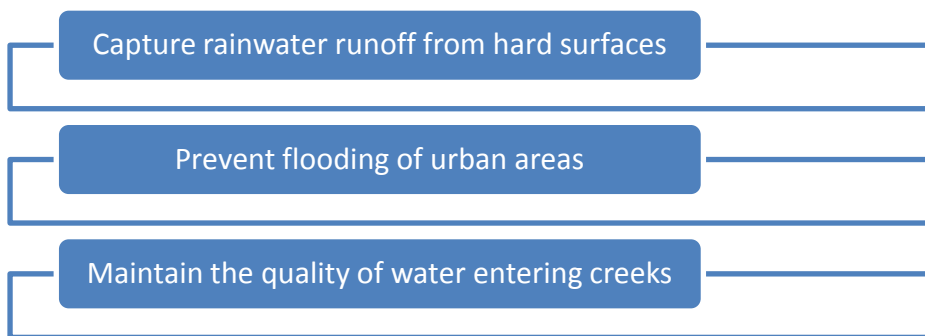 Capture rainwater runoff from hard surfaces
Prevent flooding of urban areas
Maintain the quality of water entering creeks